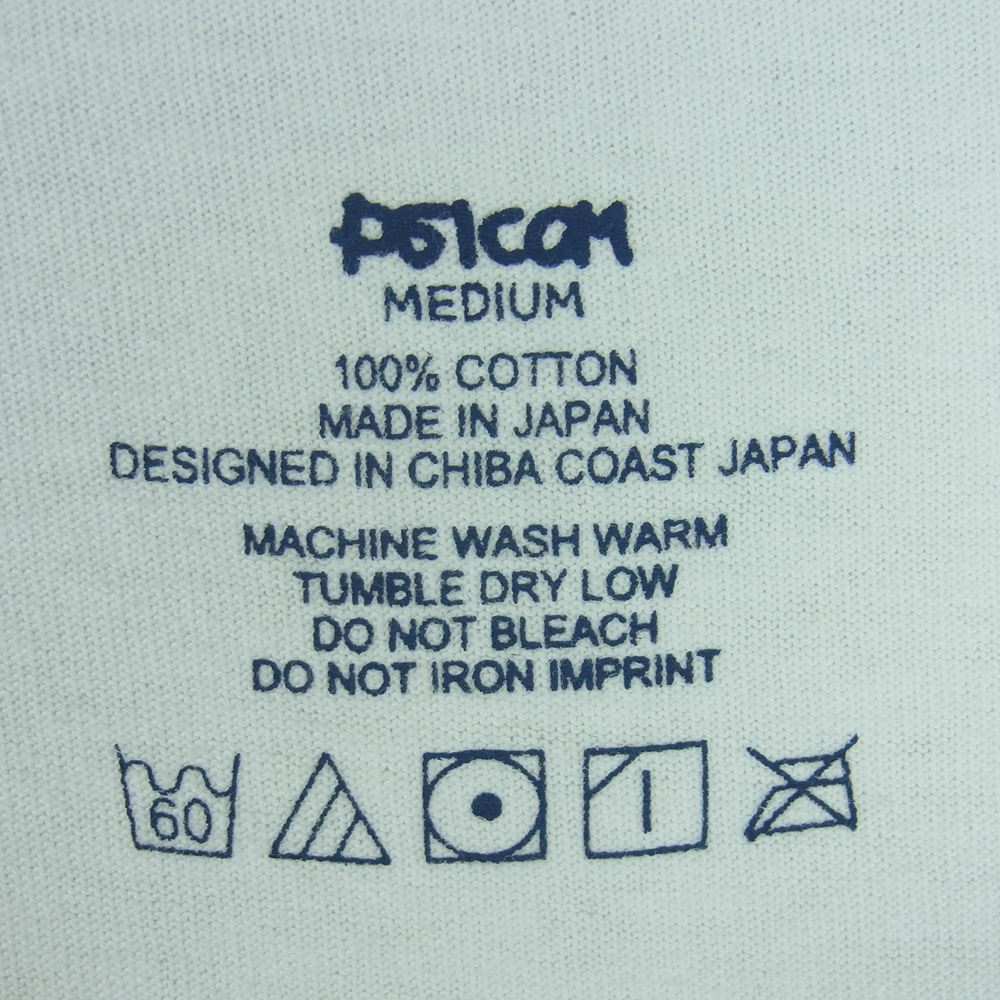 PSICOM
MEDIUM
100% COTTON
MADE IN JAPAN
DESIGNED IN CHIBA COAST JAPAN
MACHINE WASH WARM
TUMBLE DRY LOW
DO NOT BLEACH
DO NOT IRON IMPRINT
60